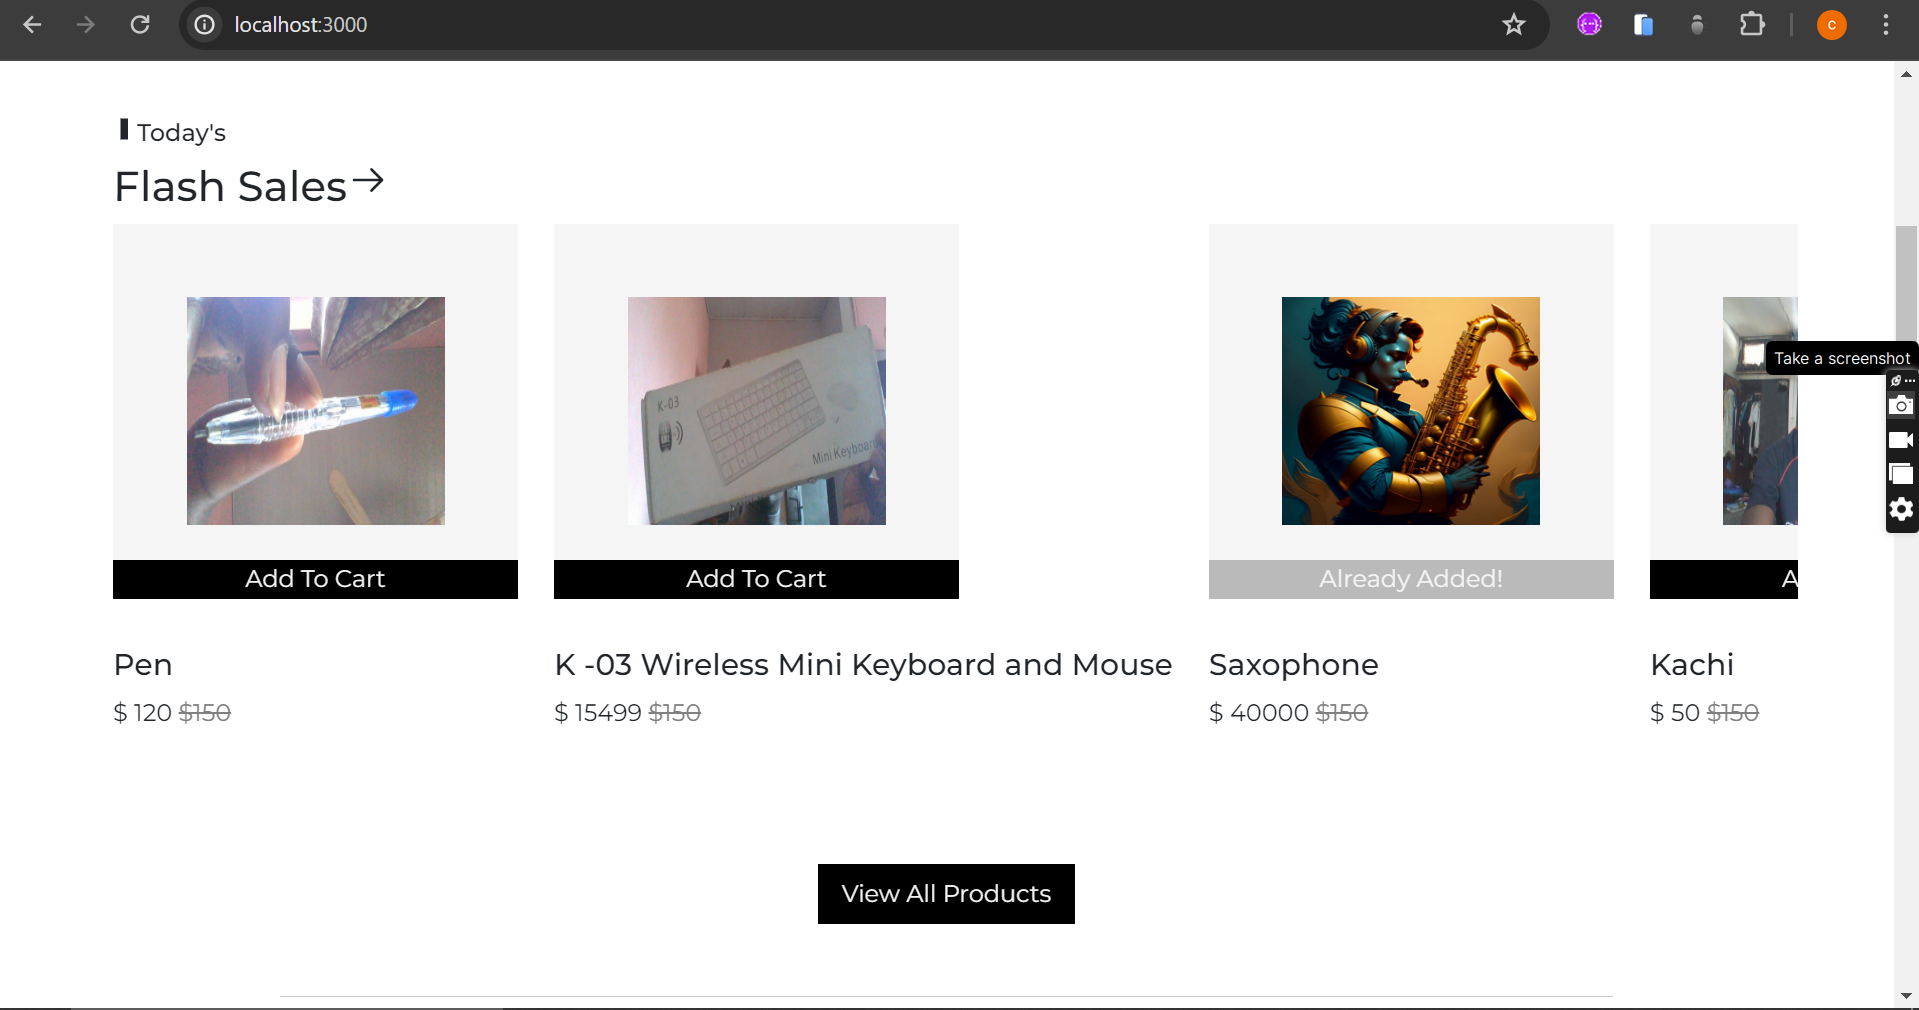 localhost:3000
c
Today's
Flash Sales
K-03
Mini Keyboard
Take a screenshot
Add To Cart
Add To Cart
Already Added!
A
Pen
K -03 Wireless Mini Keyboard and Mouse
Saxophone
Kachi
$ 120 $150
$ 15499 $150
$ 40000 $150
$ 50 $150
View All Products